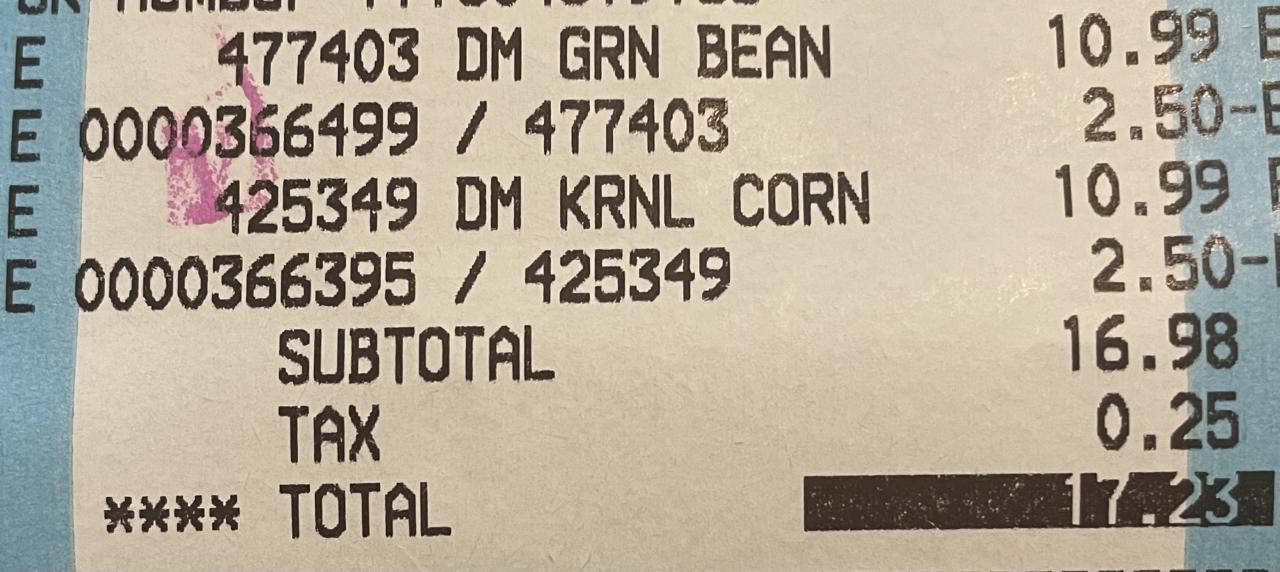 E 477403 DM GRN BEAN 10.99 E
E 0000366499 / 477403 2.50-E
E 425349 DM KRNL CORN 10.99 E
E 0000366395 / 425349 2.50-
SUBTOTAL 16.98
TAX 0.25
**** TOTAL 17.23